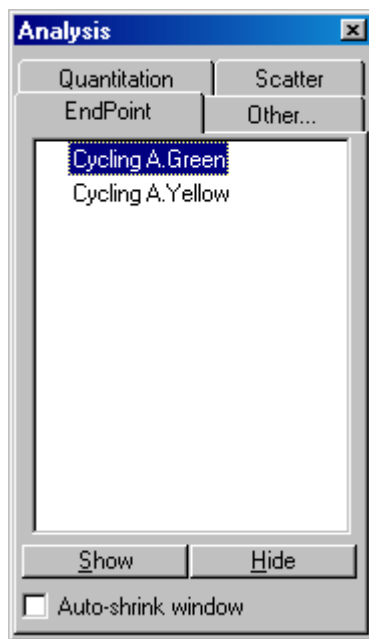 Analysis
Quantitation Scatter
EndPoint Other...
Cycling A.Green
Cycling A.Yellow
Show Hide
Auto-shrink window